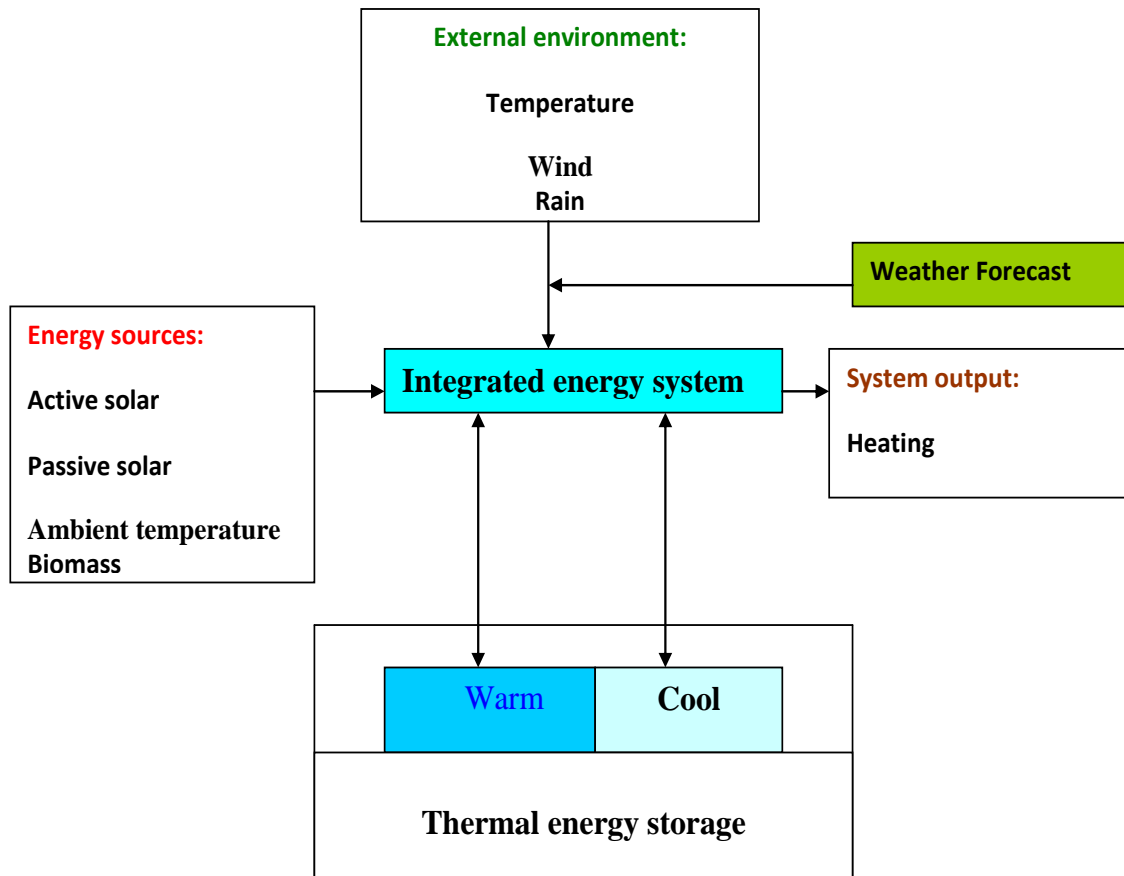 External environment:
Temperature
Wind
Rain
Weather Forecast
Energy sources:
Active solar
Passive solar
Ambient temperature
Biomass
Integrated energy system
System output:
Heating
Warm
Cool
Thermal energy storage